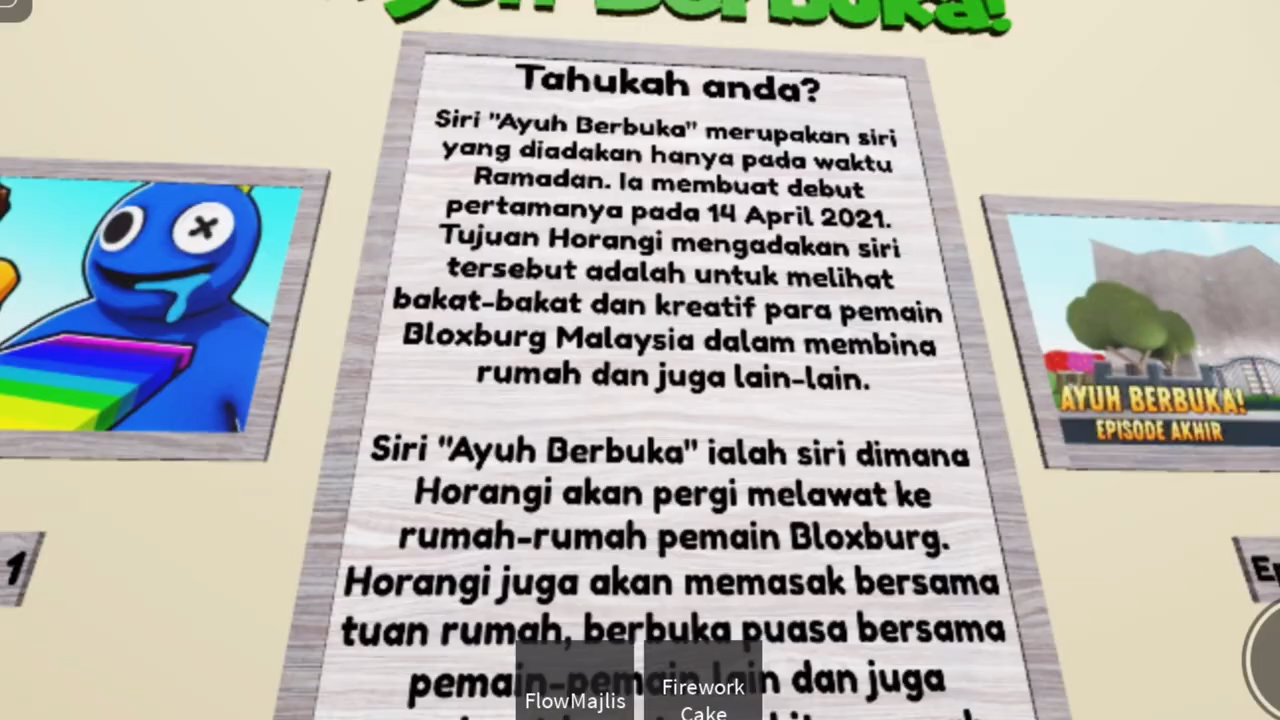 Berbuka!
Tahukah anda?
Siri "Ayuh Berbuka" merupakan siri
yang diadakan hanya pada waktu
Ramadan. Ia membuat debut
pertamanya pada 14 April 2021.
Tujuan Horangi mengadakan siri
tersebut adalah untuk melihat
bakat-bakat dan kreatif para pemain
Bloxburg Malaysia dalam membina
rumah dan juga lain-lain.
Siri "Ayuh Berbuka" ialah siri dimana
Horangi akan pergi melawat ke
rumah-rumah pemain Bloxburg.
Horangi juga akan memasak bersama
tuan rumah, berbuka puasa bersama
pemain-pemain lain dan juga
AYUH BERBUKA!
EPISODE AKHIR
1
FlowMajlis
Firework
Cake